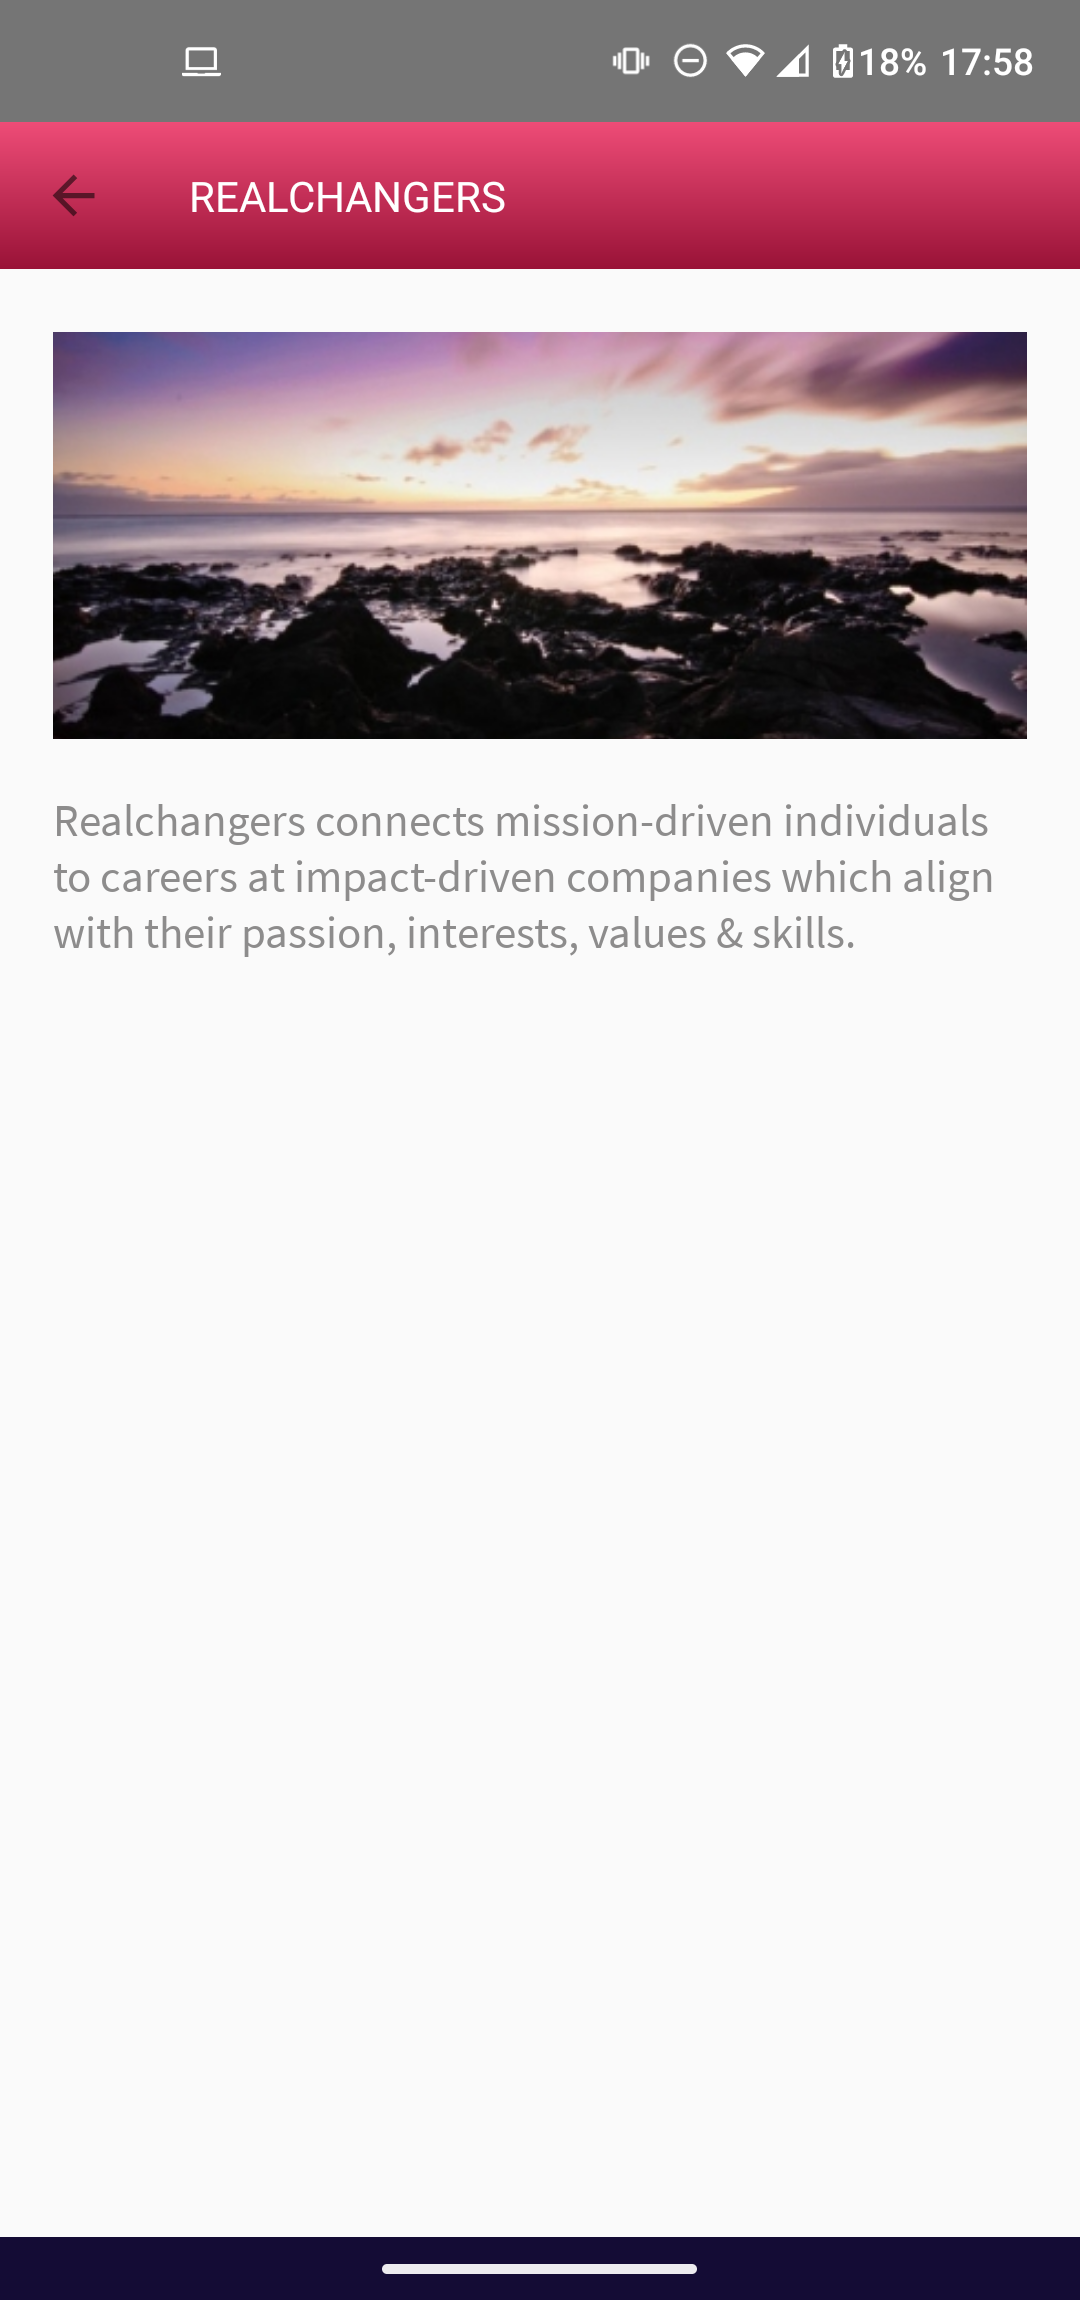 18% 17:58
REALCHANGERS
Realchangers connects mission-driven individuals
to careers at impact-driven companies which align
with their passion, interests, values & skills.